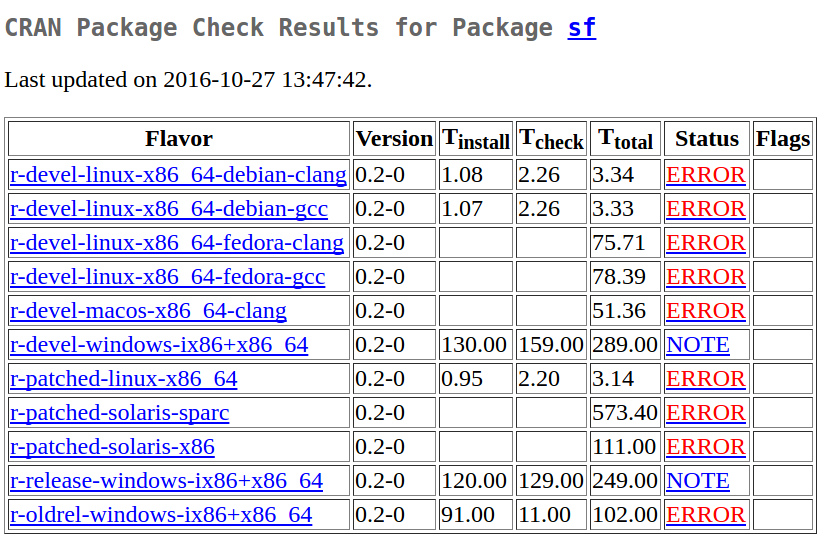 CRAN Package Check Results for Package sf
Last updated on 2016-10-27 13:47:42.
Flavor Version Tinstall Tcheck Ttotal Status Flags
r-devel-linux-x86_64-debian-clang 0.2-0 1.08 2.26 3.34 ERROR
r-devel-linux-x86_64-debian-gcc 0.2-0 1.07 2.26 3.33 ERROR
r-devel-linux-x86_64-fedora-clang 0.2-0 75.71 ERROR
r-devel-linux-x86_64-fedora-gcc 0.2-0 78.39 ERROR
r-devel-macos-x86_64-clang 0.2-0 51.36 ERROR
r-devel-windows-ix86+x86_64 0.2-0 130.00 159.00 289.00 NOTE
r-patched-linux-x86_64 0.2-0 0.95 2.20 3.14 ERROR
r-patched-solaris-sparc 0.2-0 573.40 ERROR
r-patched-solaris-x86 0.2-0 111.00 ERROR
r-release-windows-ix86+x86_64 0.2-0 120.00 129.00 249.00 NOTE
r-oldrel-windows-ix86+x86_64 0.2-0 91.00 11.00 102.00 ERROR